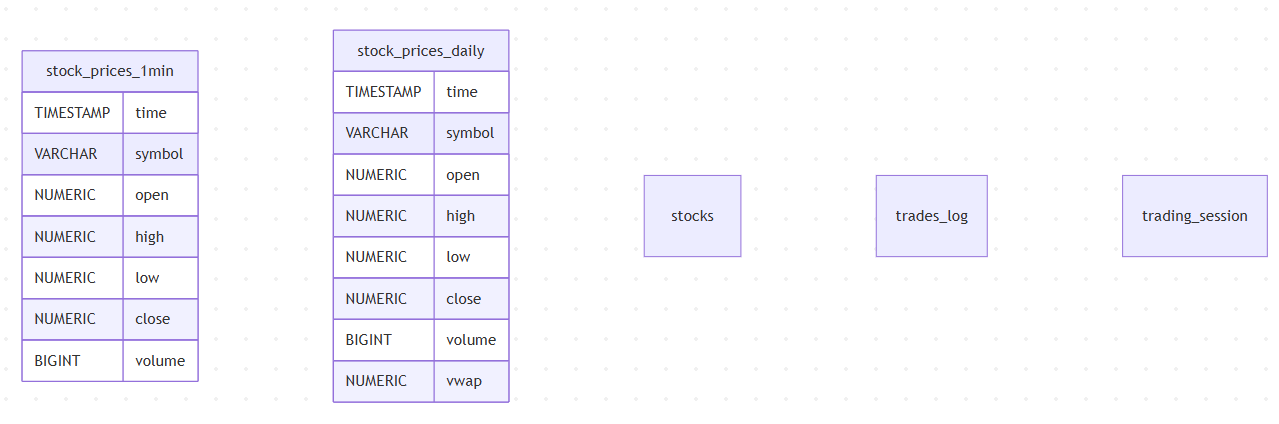 stock_prices_1min
TIMESTAMP time
VARCHAR symbol
NUMERIC open
NUMERIC high
NUMERIC low
NUMERIC close
BIGINT volume
stock_prices_daily
TIMESTAMP time
VARCHAR symbol
NUMERIC open
NUMERIC high
NUMERIC low
NUMERIC close
BIGINT volume
NUMERIC vwap
stocks
trades_log
trading_session